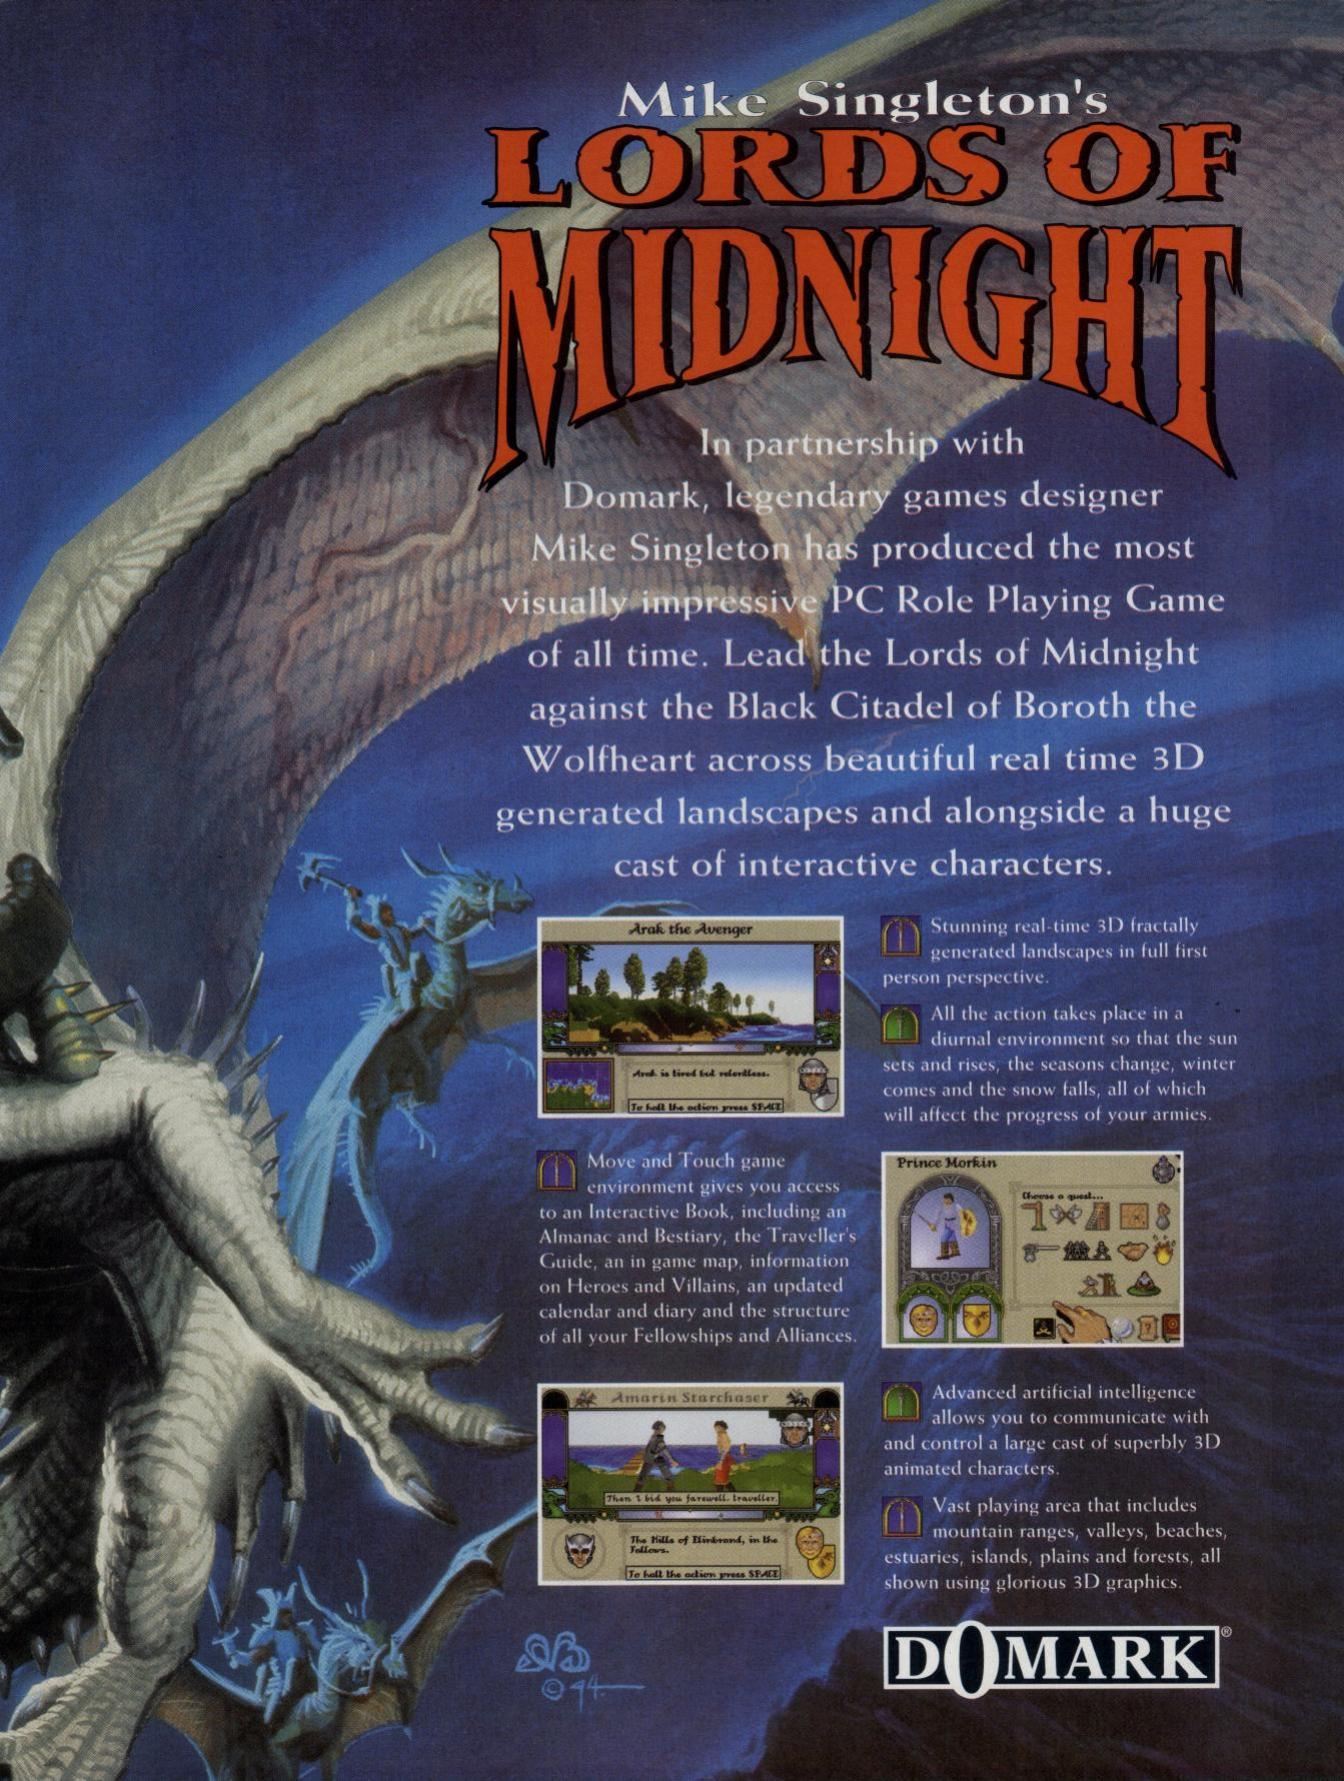 Mike Singleton's
LORDS OF
MIDNIGHT
In partnership with
Domark, legendary games designer
Mike Singleton has produced the most
visually impressive PC Role Playing Game
of all time. Lead the Lords of Midnight
against the Black Citadel of Boroth the
Wolfheart across beautiful real time 3D
generated landscapes and alongside a huge
cast of interactive characters.
Arak the Avenger
Arak is tired but relentless.
To halt the action press SPACE
Stunning real-time 3D fractally
generated landscapes in full first
person perspective.
All the action takes place in a
diurnal environment so that the sun
sets and rises, the seasons change, winter
comes and the snow falls, all of which
will affect the progress of your armies.
Move and Touch game
environment gives you access
to an Interactive Book, including an
Almanac and Bestiary, the Traveller's
Guide, an in game map, information
on Heroes and Villains, an updated
calendar and diary and the structure
of all your Fellowships and Alliances.
Prince Morkin
Choose a quest...
Amarin Starchaser
Then I bid you farewell, traveller.
The Hills of Elinbrand, in the
Fallows.
To halt the action press SPACE
Advanced artificial intelligence
allows you to communicate with
and control a large cast of superbly 3D
animated characters.
Vast playing area that includes
mountain ranges, valleys, beaches,
estuaries, islands, plains and forests, all
shown using glorious 3D graphics.
© 94
DOMARK®